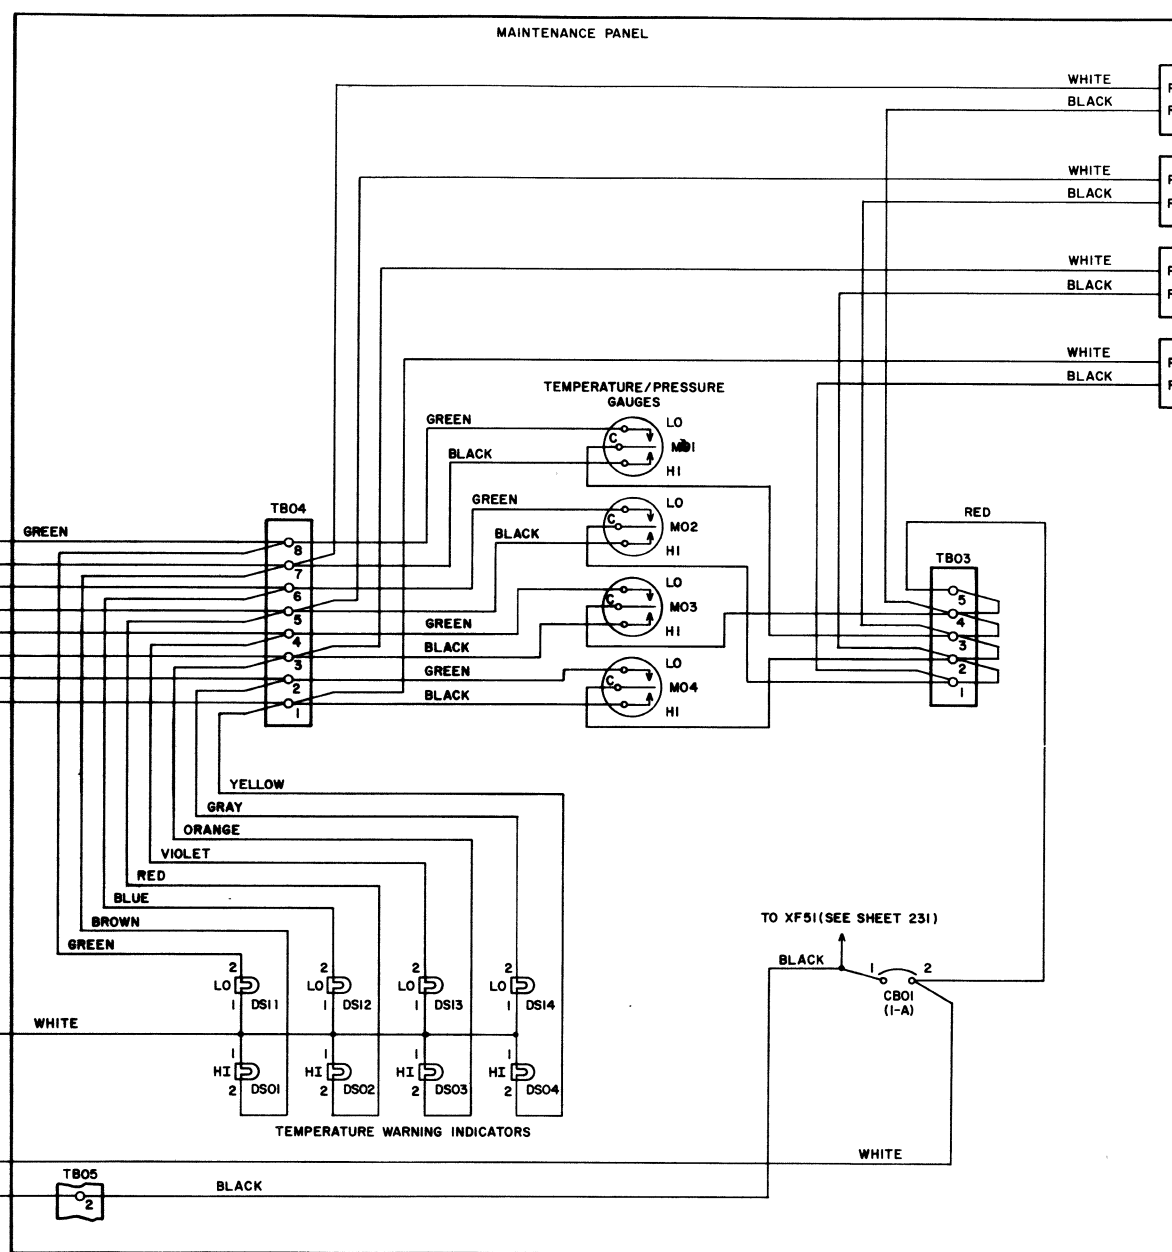 MAINTENANCE PANEL
WHITE
BLACK
WHITE
BLACK
WHITE
BLACK
WHITE
BLACK
TEMPERATURE/PRESSURE
GAUGES
GREEN
LO
C
M01
BLACK
HI
GREEN
LO
C
M02
BLACK
HI
TB04
GREEN
8
7
6
5
4
3
2
1
LO
C
M03
GREEN
HI
BLACK
GREEN
LO
C
M04
BLACK
HI
RED
TB03
5
4
3
2
1
YELLOW
GRAY
ORANGE
VIOLET
RED
BLUE
BROWN
GREEN
TO XF51(SEE SHEET 231)
BLACK
1
2
CB01
(1-A)
2 2 2 2
LO LO LO LO
1 DS11 1 DS12 1 DS13 1 DS14
WHITE
1 1 1 1
HI HI HI HI
2 DS01 2 DS02 2 DS03 2 DS04
TEMPERATURE WARNING INDICATORS
WHITE
TB05
2
BLACK